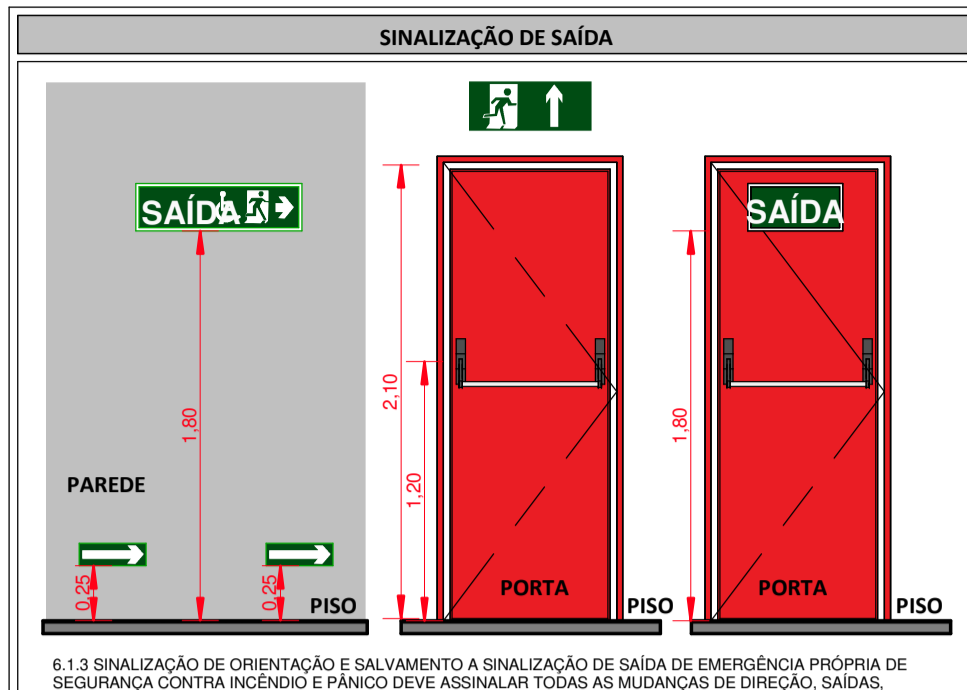 SINALIZAÇÃO DE SAÍDA
SAÍDA
1,80
PAREDE
0,25
0,25
PISO
2,10
1,20
PORTA
PISO
SAÍDA
1,80
PORTA
PISO
6.1.3 SINALIZAÇÃO DE ORIENTAÇÃO E SALVAMENTO A SINALIZAÇÃO DE SAÍDA DE EMERGÊNCIA PRÓPRIA DE
SEGURANÇA CONTRA INCÊNDIO E PÂNICO DEVE ASSINALAR TODAS AS MUDANÇAS DE DIREÇÃO, SAÍDAS,